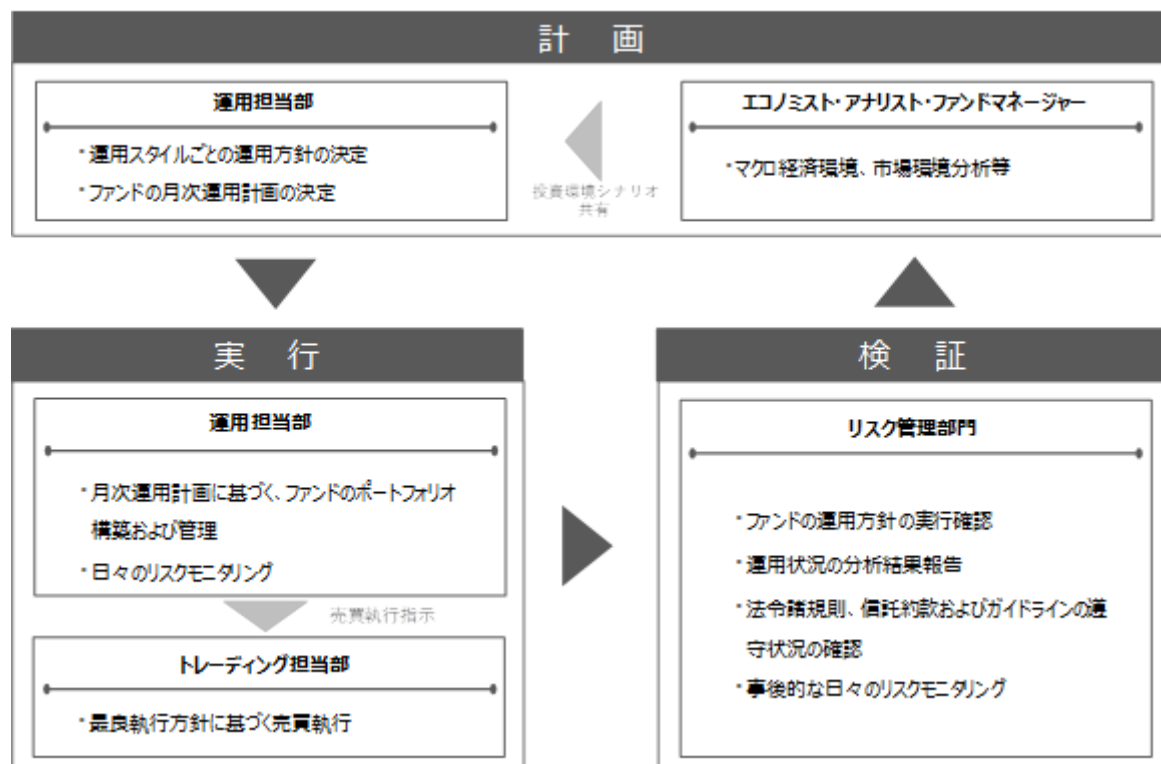 計 画
運用担当部
・運用スタイルごとの運用方針の決定
・ファンドの月次運用計画の決定
投資環境シナリオ
共有
エコノミスト・アナリスト・ファンドマネージャー
・マクロ経済環境、市場環境分析等
実 行
運用担当部
・月次運用計画に基づく、ファンドのポートフォリオ
構築および管理
・日々のリスクモニタリング
売買執行指示
トレーディング担当部
・最良執行方針に基づく売買執行
検 証
リスク管理部門
・ファンドの運用方針の実行確認
・運用状況の分析結果報告
・法令諸規則、信託約款およびガイドラインの遵
守状況の確認
・事後的な日々のリスクモニタリング